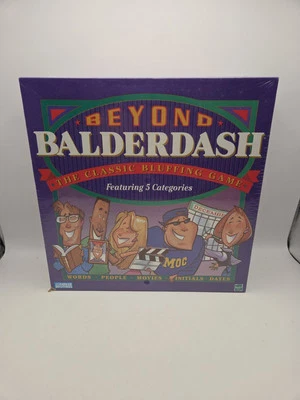 BEYOND
BALDERDASH
THE CLASSIC BLUFFING GAME
Featuring 5 Categories
MOC
WORDS PEOPLE MOVIES INITIALS DATES